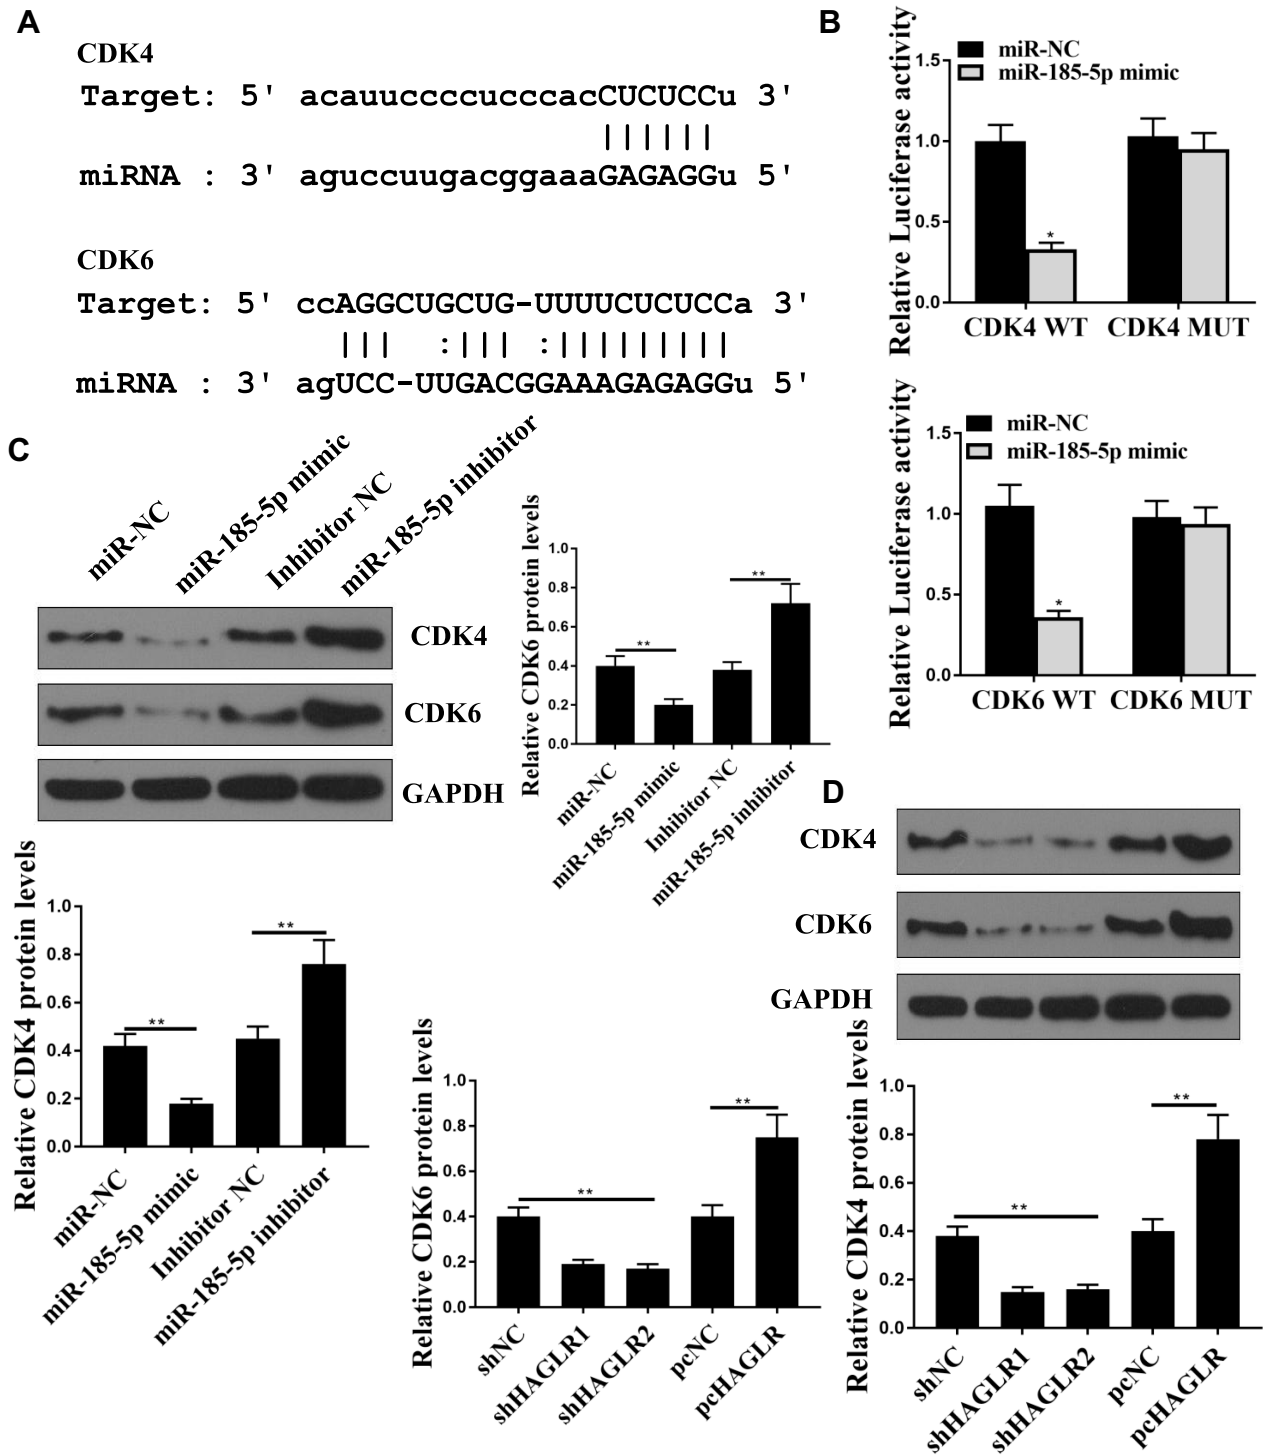 A
CDK4
Target: 5' acauuccccucccacCUCUCCu 3'
||||||
miRNA : 3' aguccuugacggaaaGAGAGGu 5'
CDK6
Target: 5' ccAGGCUGCUG-UUUUCUCUCCa 3'
||| :||| :||||||||||
miRNA : 3' agUCC-UUGACGGAAAGAGAGGu 5'
B
Relative Luciferase activity
miR-NC
miR-185-5p mimic
1.5
1.0
0.5
0.0
*
CDK4 WT CDK4 MUT
Relative Luciferase activity
miR-NC
miR-185-5p mimic
1.5
1.0
0.5
0.0
*
CDK6 WT CDK6 MUT
C
miR-NC
miR-185-5p mimic
Inhibitor NC
miR-185-5p inhibitor
CDK4
CDK6
GAPDH
Relative CDK6 protein levels
1.0
0.8
0.6
0.4
0.2
0.0
**
**
miR-NC
miR-185-5p mimic
Inhibitor NC
miR-185-5p inhibitor
Relative CDK4 protein levels
1.0
0.8
0.6
0.4
0.2
0.0
**
**
miR-NC
miR-185-5p mimic
Inhibitor NC
miR-185-5p inhibitor
D
CDK4
CDK6
GAPDH
Relative CDK6 protein levels
1.0
0.8
0.6
0.4
0.2
0.0
**
**
shNC
shHAGLR1
shHAGLR2
pcNC
pcHAGLR
Relative CDK4 protein levels
1.0
0.8
0.6
0.4
0.2
0.0
**
**
shNC
shHAGLR1
shHAGLR2
pcNC
pcHAGLR